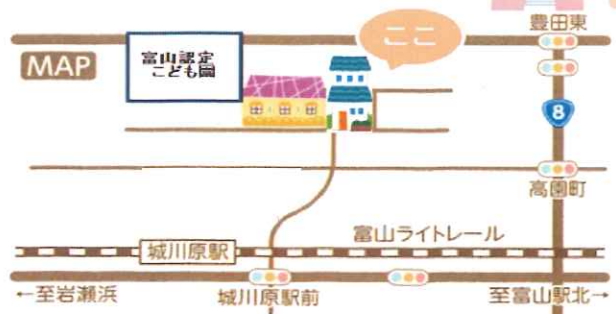 豊田東
ここ
MAP
富山認定
こども園
8
高園町
富山ライトレール
城川原駅
←至岩瀬浜
城川原駅前
至富山駅北→